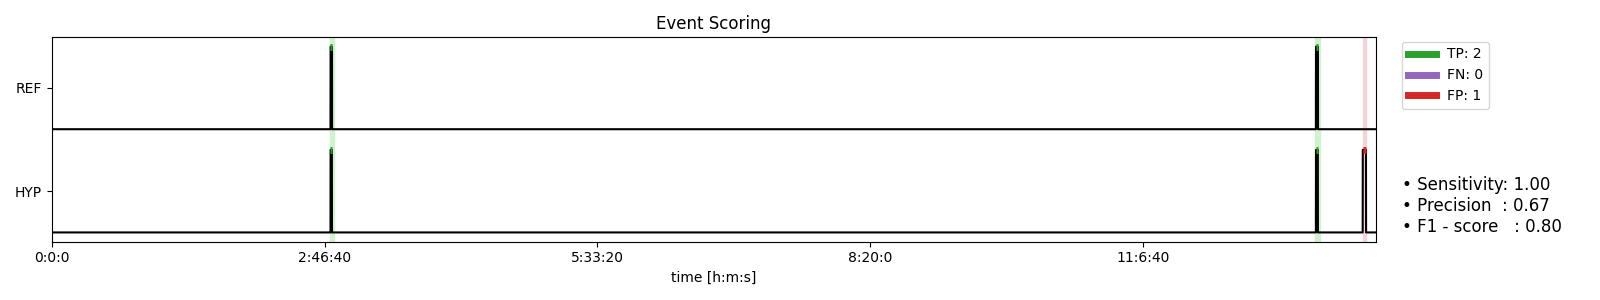 Event Scoring
REF
HYP
0:0:0
2:46:40
5:33:20
8:20:0
11:6:40
time [h:m:s]
TP: 2
FN: 0
FP: 1
• Sensitivity: 1.00
• Precision : 0.67
• F1 - score : 0.80